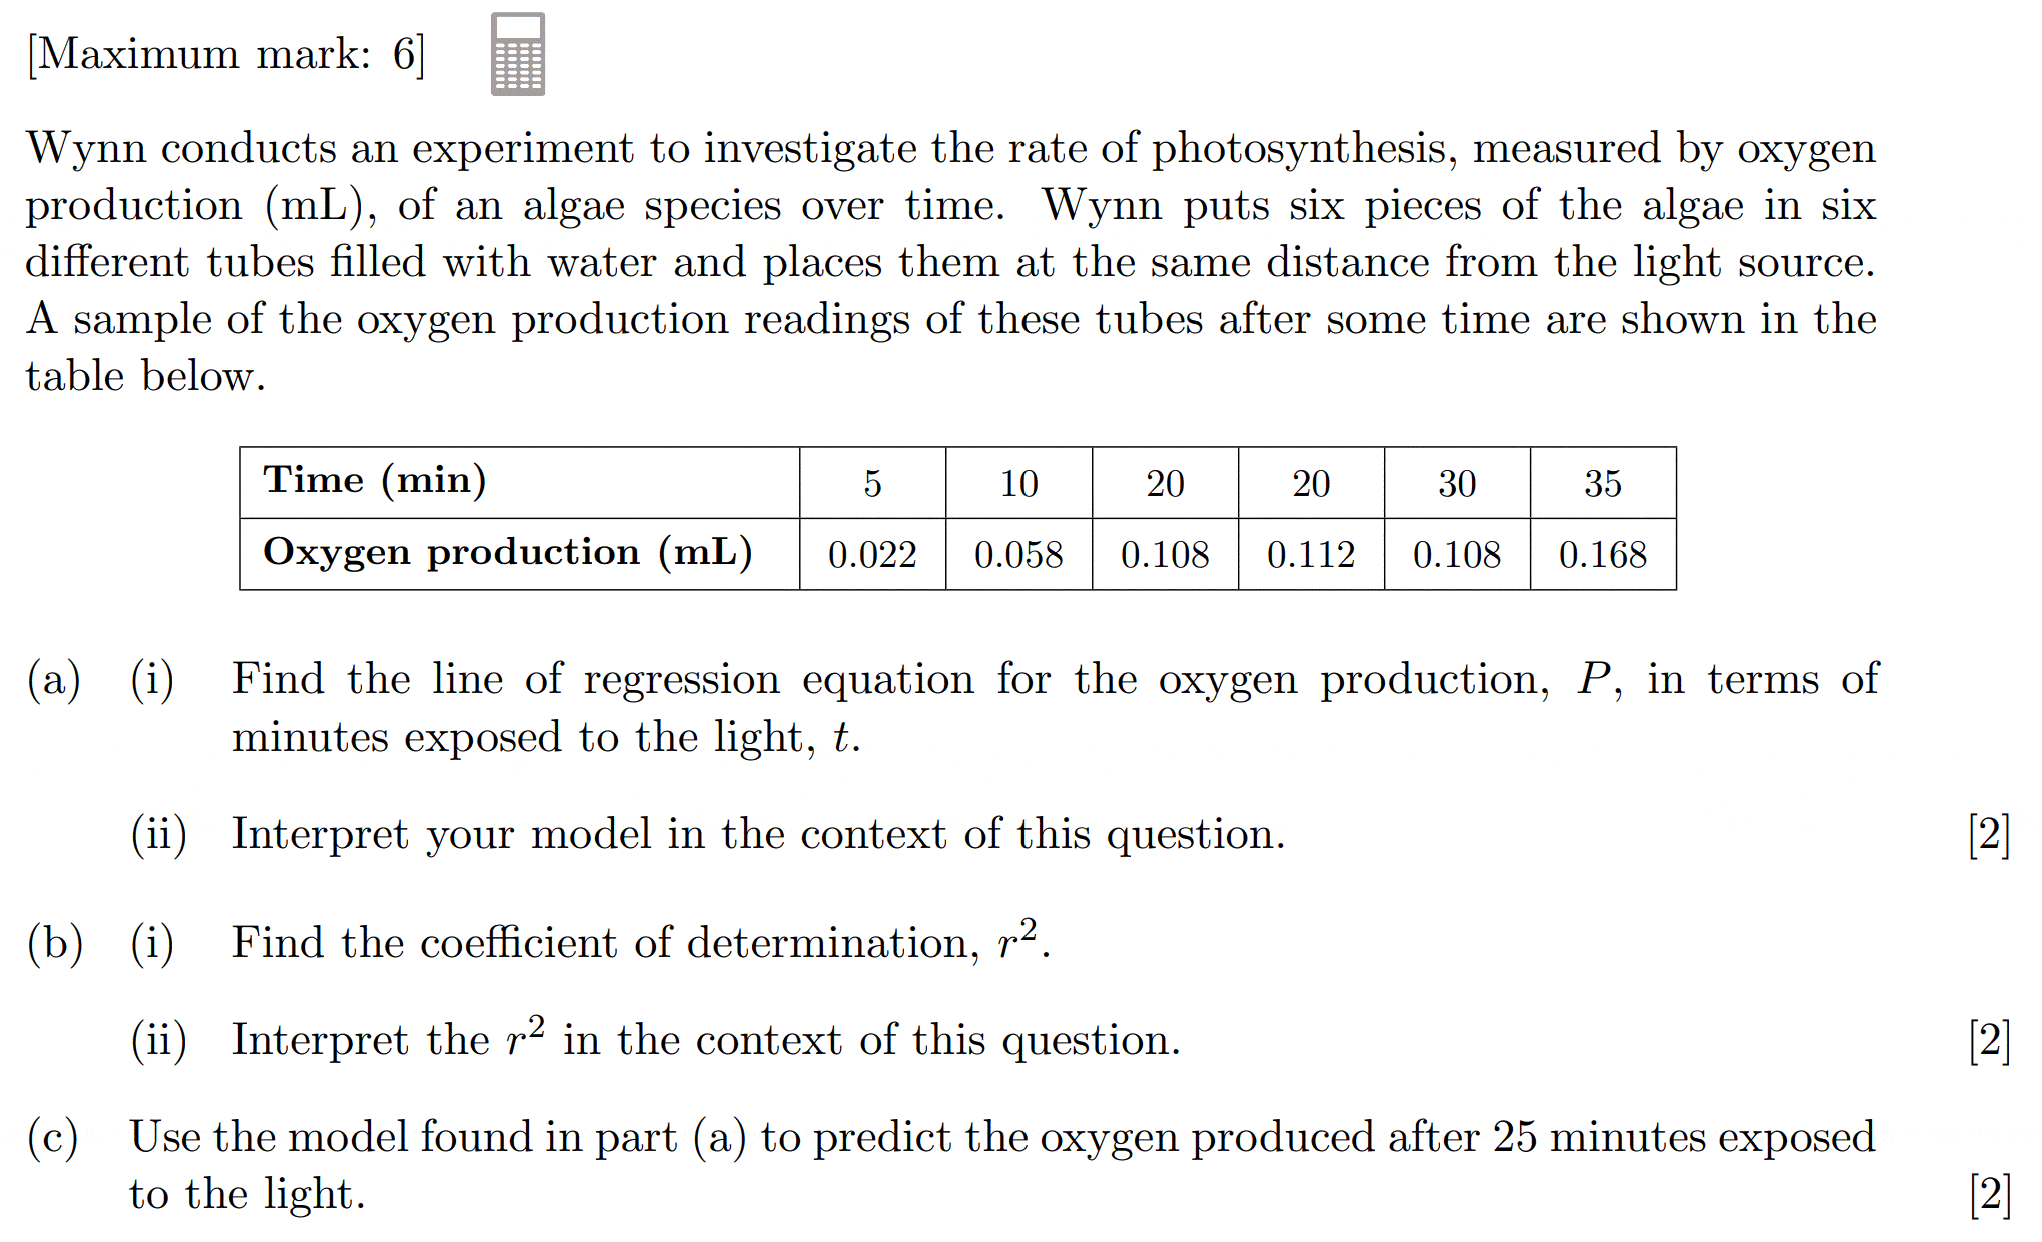 [Maximum mark: 6]
Wynn conducts an experiment to investigate the rate of photosynthesis, measured by oxygen
production (mL), of an algae species over time. Wynn puts six pieces of the algae in six
different tubes filled with water and places them at the same distance from the light source.
A sample of the oxygen production readings of these tubes after some time are shown in the
table below.
Time (min) 5 10 20 20 30 35
Oxygen production (mL) 0.022 0.058 0.108 0.112 0.108 0.168
(a) (i) Find the line of regression equation for the oxygen production, P, in terms of
minutes exposed to the light, t.
(ii) Interpret your model in the context of this question. [2]
(b) (i) Find the coefficient of determination, r².
(ii) Interpret the r² in the context of this question. [2]
(c) Use the model found in part (a) to predict the oxygen produced after 25 minutes exposed
to the light. [2]